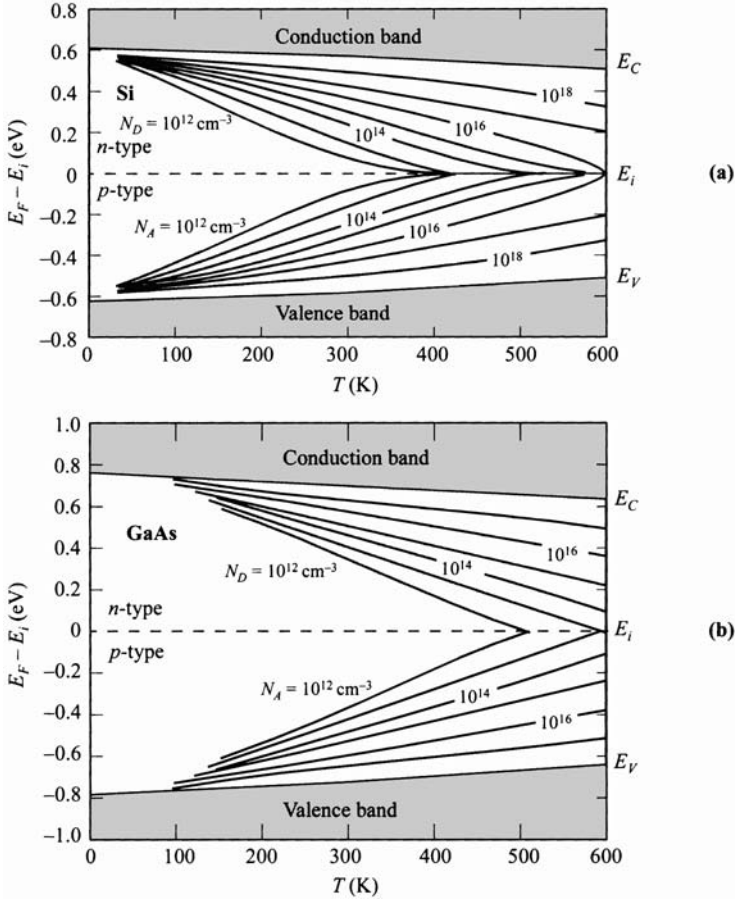 0.8
Conduction band
0.6
E_C
Si
10^18
0.4
N_D = 10^12 cm^−3
10^16
0.2
10^14
n-type
E_F − E_i (eV)
0
E_i
(a)
p-type
−0.2
N_A = 10^12 cm^−3
10^14
10^16
−0.4
10^18
E_V
−0.6
Valence band
−0.8
0 100 200 300 400 500 600
T (K)
1.0
Conduction band
0.8
0.6
E_C
GaAs
10^16
0.4
10^14
N_D = 10^12 cm^−3
0.2
n-type
E_F − E_i (eV)
0
E_i
(b)
p-type
−0.2
N_A = 10^12 cm^−3
10^14
−0.4
10^16
−0.6
E_V
−0.8
Valence band
−1.0
0 100 200 300 400 500 600
T (K)